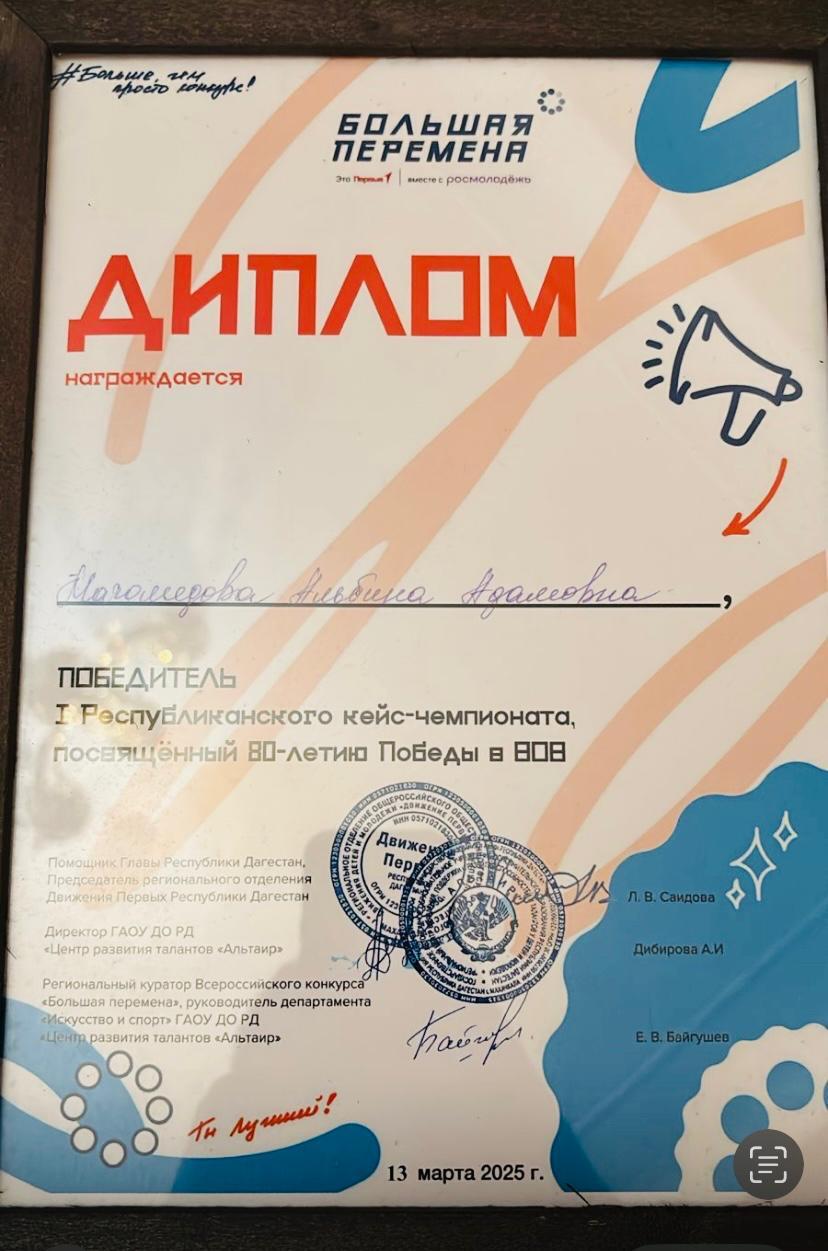 #Больше, чем
просто конкурс!
БОЛЬШАЯ
ПЕРЕМЕНА
Это Первые | вместе с росмолодёжь
ДИПЛОМ
награждается
Магомедова Альбина Адамовна,
ПОБЕДИТЕЛЬ
I Республиканского кейс-чемпионата,
посвящённый 80-летию Победы в ВОВ
Движение
Первых
Помощник Главы Республики Дагестан,
Председатель регионального отделения
Движения Первых Республики Дагестан
Л. В. Саидова
Директор ГАОУ ДО РД
«Центр развития талантов «Альтаир»
Дибирова А.И
Региональный куратор Всероссийского конкурса
«Большая перемена», руководитель департамента
«Искусство и спорт» ГАОУ ДО РД
«Центр развития талантов «Альтаир»
Е. В. Байгушев
Ты лучший!
13 марта 2025 г.